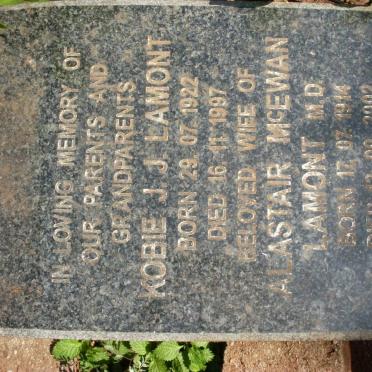 IN LOVING MEMORY OF
OUR PARENTS AND
GRANDPARENTS
KOBIE J J LAMONT
BORN 29.07.1922
DIED 16.11.1997
BELOVED WIFE OF
ALASTAIR McEWAN
LAMONT M.D.
BORN 17.07.1914